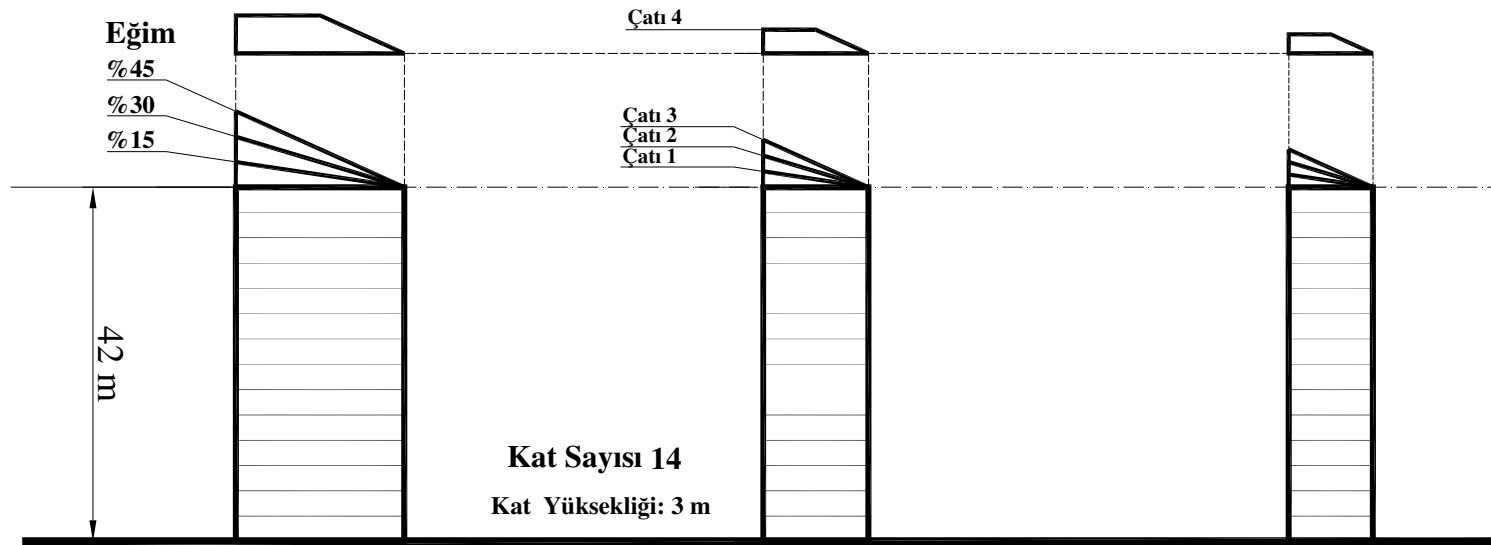 Eğim
%45
%30
%15
Çatı 4
Çatı 3
Çatı 2
Çatı 1
42 m
Kat Sayısı 14
Kat Yüksekliği: 3 m